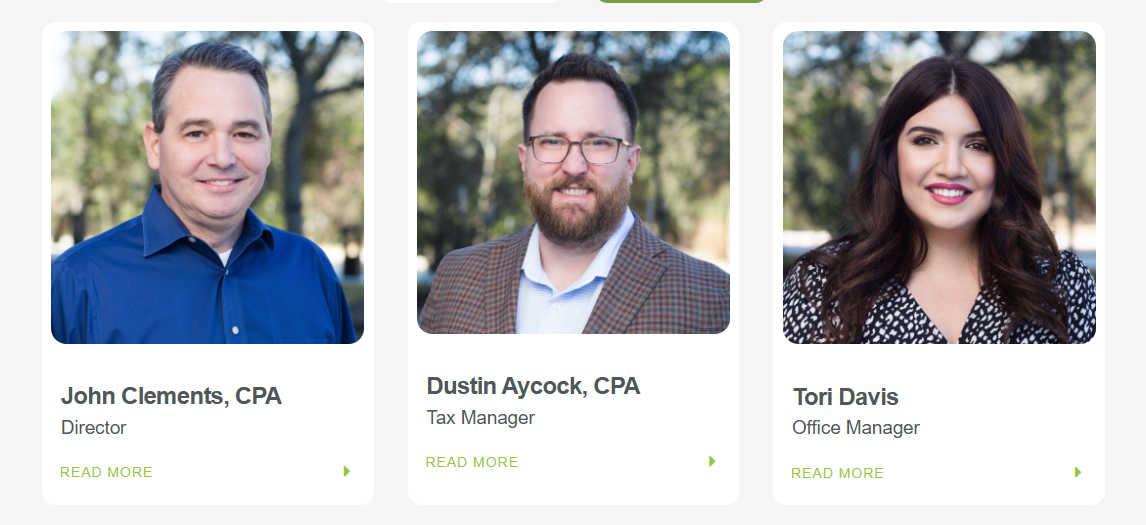 John Clements, CPA
Director
READ MORE
Dustin Aycock, CPA
Tax Manager
READ MORE
Tori Davis
Office Manager
READ MORE